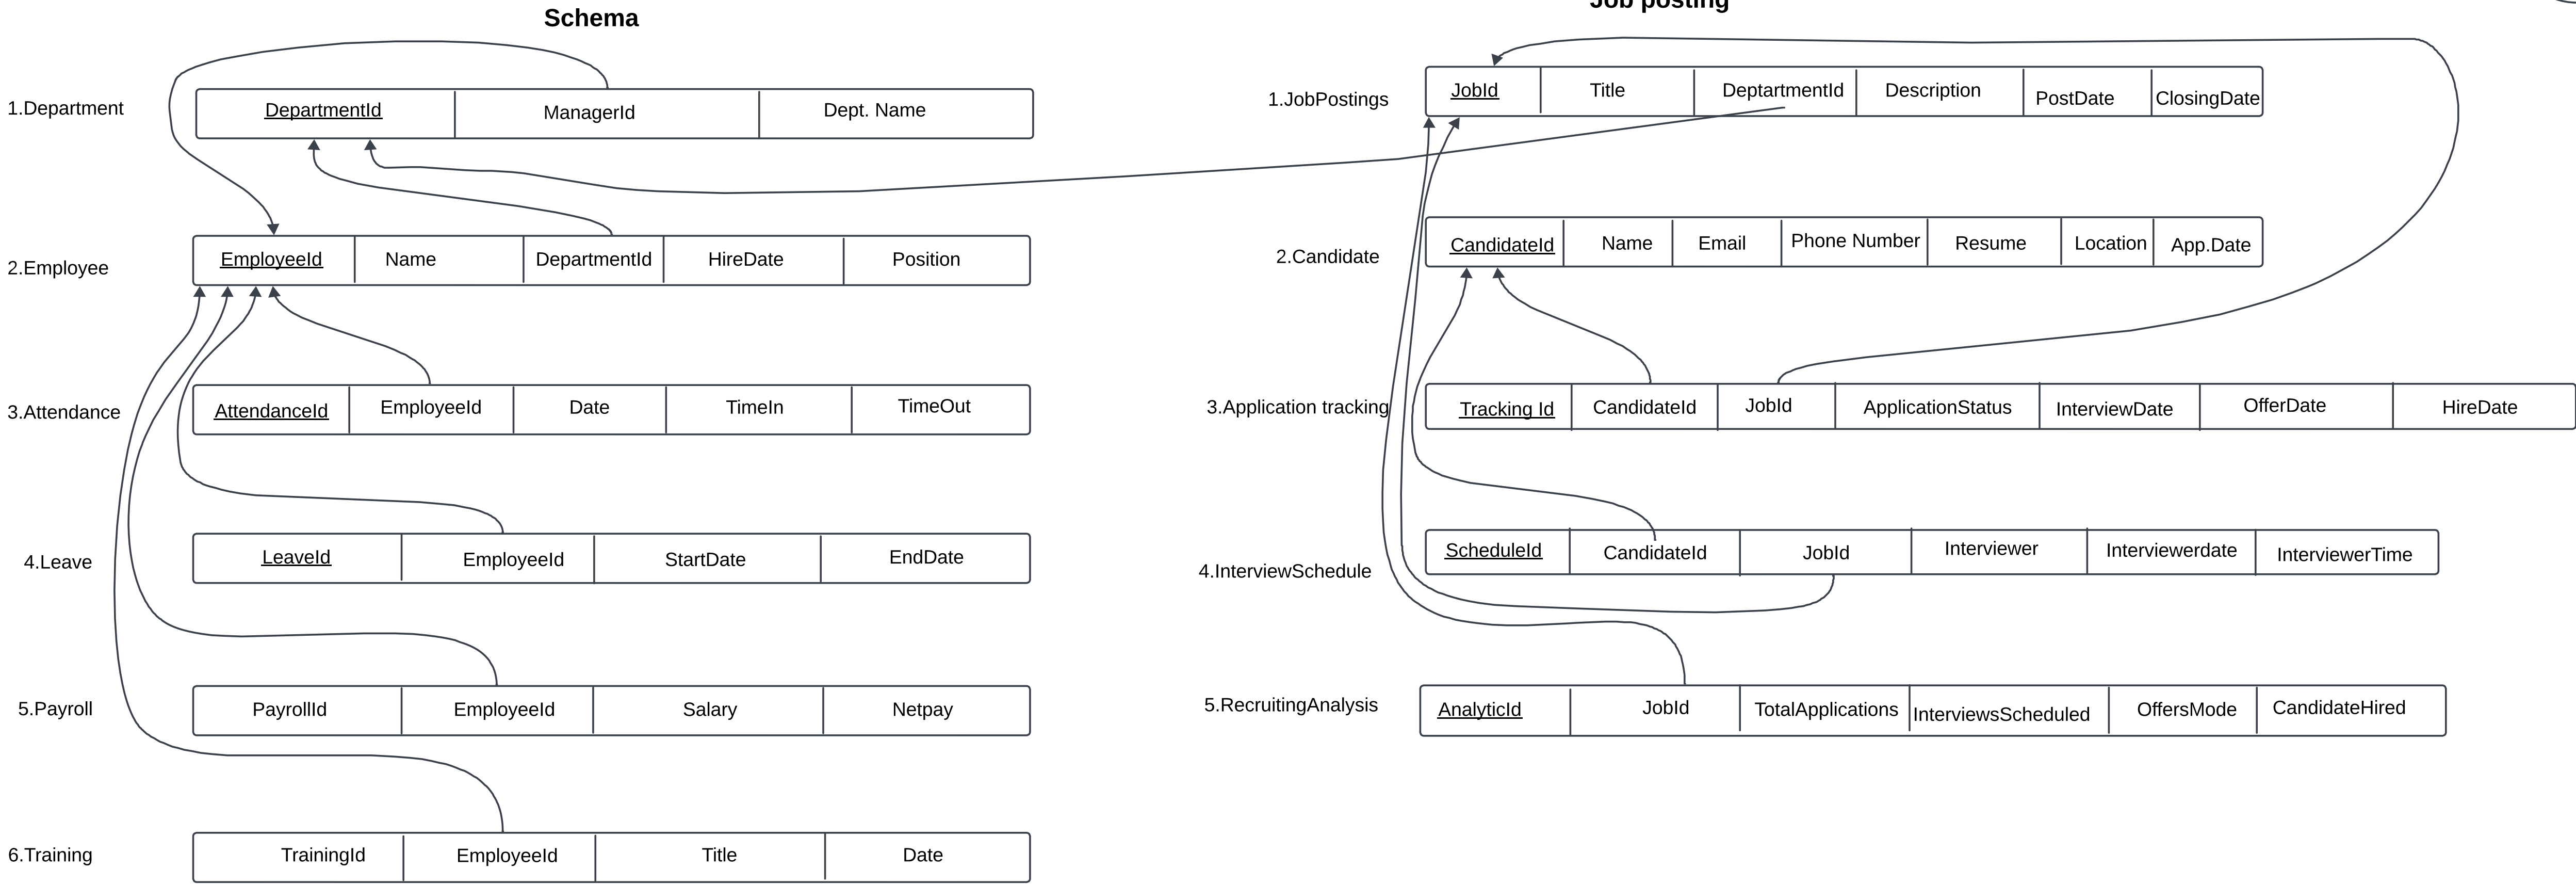 Schema
1.Department
DepartmentId ManagerId Dept. Name
2.Employee
EmployeeId Name DepartmentId HireDate Position
3.Attendance
AttendanceId EmployeeId Date TimeIn TimeOut
4.Leave
LeaveId EmployeeId StartDate EndDate
5.Payroll
PayrollId EmployeeId Salary Netpay
6.Training
TrainingId EmployeeId Title Date
Job posting
1.JobPostings
JobId Title DeptartmentId Description PostDate ClosingDate
2.Candidate
CandidateId Name Email Phone Number Resume Location App.Date
3.Application tracking
Tracking Id CandidateId JobId ApplicationStatus InterviewDate OfferDate HireDate
4.InterviewSchedule
ScheduleId CandidateId JobId Interviewer Interviewerdate InterviewerTime
5.RecruitingAnalysis
AnalyticId JobId TotalApplications InterviewsScheduled OffersMode CandidateHired